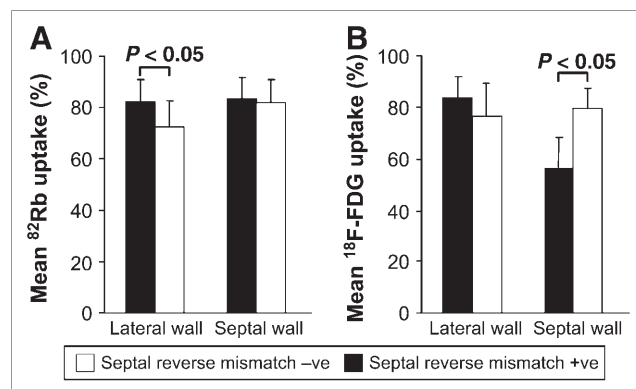 A
Mean ⁸²Rb uptake (%)
100
80
60
40
20
0
P < 0.05
Lateral wall Septal wall
B
Mean ¹⁸F-FDG uptake (%)
100
80
60
40
20
0
P < 0.05
Lateral wall Septal wall
Septal reverse mismatch –ve Septal reverse mismatch +ve